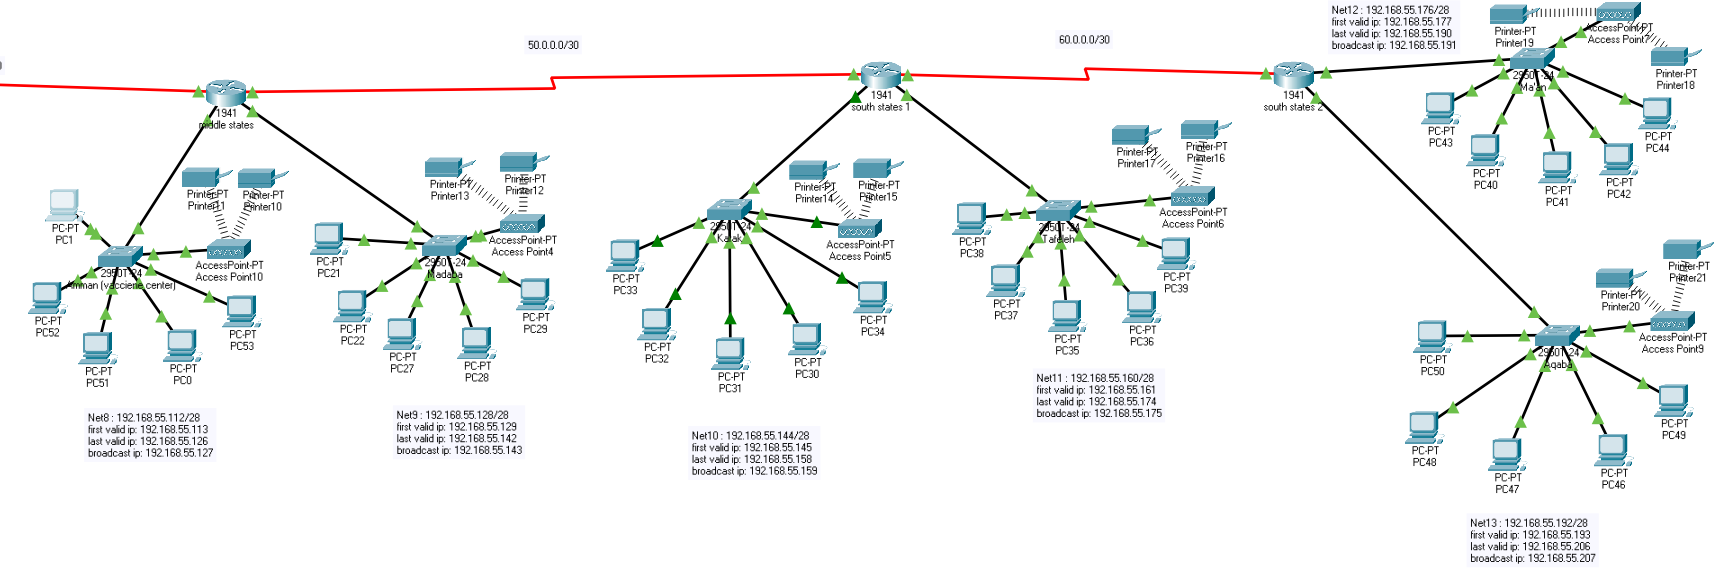 50.0.0.0/30
60.0.0.0/30
Net12 : 192.168.55.176/28
first valid ip: 192.168.55.177
last valid ip: 192.168.55.190
broadcast ip: 192.168.55.191
1941
middle states
1941
south states 1
1941
south states 2
Printer-PT
Printer19
AccessPoint-PT
Access Point7
Printer-PT
Printer18
2950T-24
Ma'an
PC-PT
PC43
PC-PT
PC40
PC-PT
PC41
PC-PT
PC42
PC-PT
PC44
PC-PT
PC1
Printer-PT
Printer11
Printer-PT
Printer10
AccessPoint-PT
Access Point10
2950T-24
Amman (vacciene center)
PC-PT
PC52
PC-PT
PC51
PC-PT
PC0
PC-PT
PC53
Printer-PT
Printer13
Printer-PT
Printer12
AccessPoint-PT
Access Point4
2950T-24
Madaba
PC-PT
PC21
PC-PT
PC22
PC-PT
PC27
PC-PT
PC28
PC-PT
PC29
Printer-PT
Printer14
Printer-PT
Printer15
AccessPoint-PT
Access Point5
2950T-24
Karak
PC-PT
PC33
PC-PT
PC32
PC-PT
PC31
PC-PT
PC30
PC-PT
PC34
Printer-PT
Printer17
Printer-PT
Printer16
AccessPoint-PT
Access Point6
2950T-24
Tafeleh
PC-PT
PC38
PC-PT
PC37
PC-PT
PC35
PC-PT
PC36
PC-PT
PC39
Printer-PT
Printer20
Printer-PT
Printer21
AccessPoint-PT
Access Point9
2950T-24
Aqaba
PC-PT
PC50
PC-PT
PC48
PC-PT
PC47
PC-PT
PC46
PC-PT
PC49
Net8 : 192.168.55.112/28
first valid ip: 192.168.55.113
last valid ip: 192.168.55.126
broadcast ip: 192.168.55.127
Net9 : 192.168.55.128/28
first valid ip: 192.168.55.129
last valid ip: 192.168.55.142
broadcast ip: 192.168.55.143
Net10 : 192.168.55.144/28
first valid ip: 192.168.55.145
last valid ip: 192.168.55.158
broadcast ip: 192.168.55.159
Net11 : 192.168.55.160/28
first valid ip: 192.168.55.161
last valid ip: 192.168.55.174
broadcast ip: 192.168.55.175
Net13 : 192.168.55.192/28
first valid ip: 192.168.55.193
last valid ip: 192.168.55.206
broadcast ip: 192.168.55.207